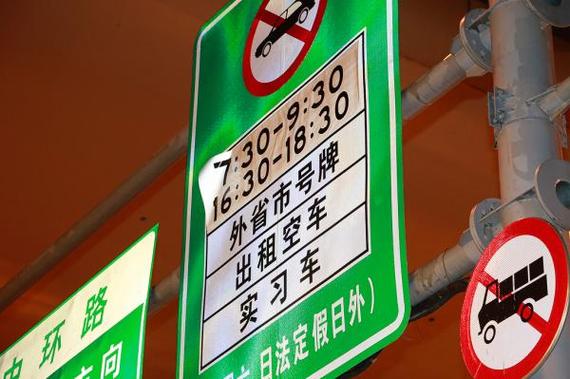 7:30-9:30
16:30-18:30
外省市号牌
出租空车
实习车
日法定假日外）
内环路
方向